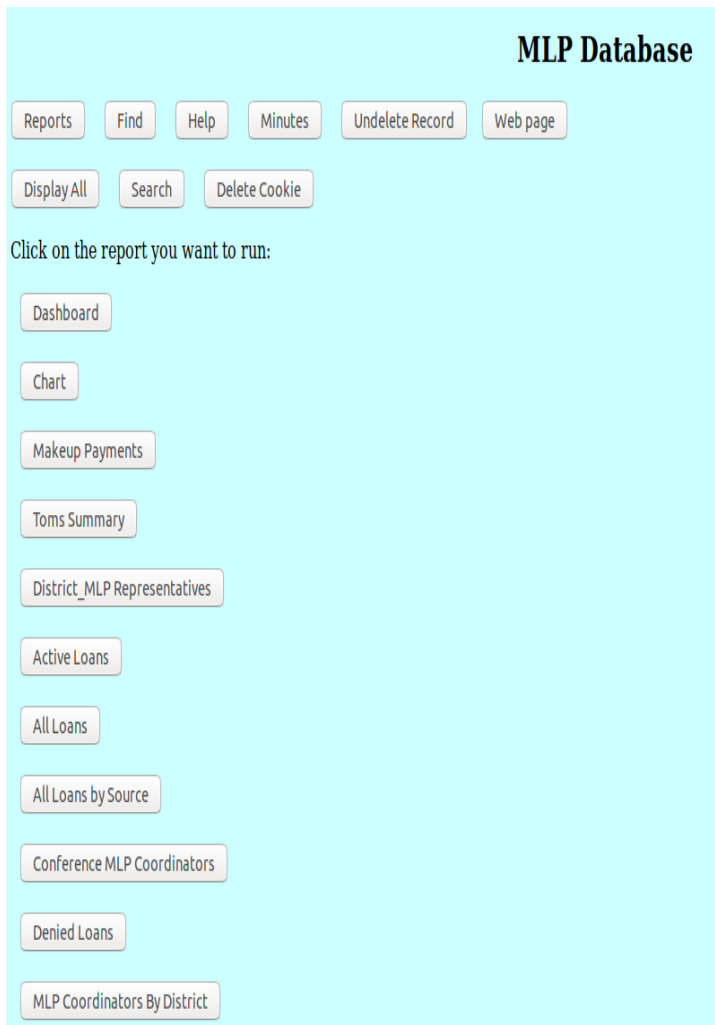 MLP Database
Reports Find Help Minutes Undelete Record Web page
Display All Search Delete Cookie
Click on the report you want to run:
Dashboard
Chart
Makeup Payments
Toms Summary
District_MLP Representatives
Active Loans
All Loans
All Loans by Source
Conference MLP Coordinators
Denied Loans
MLP Coordinators By District